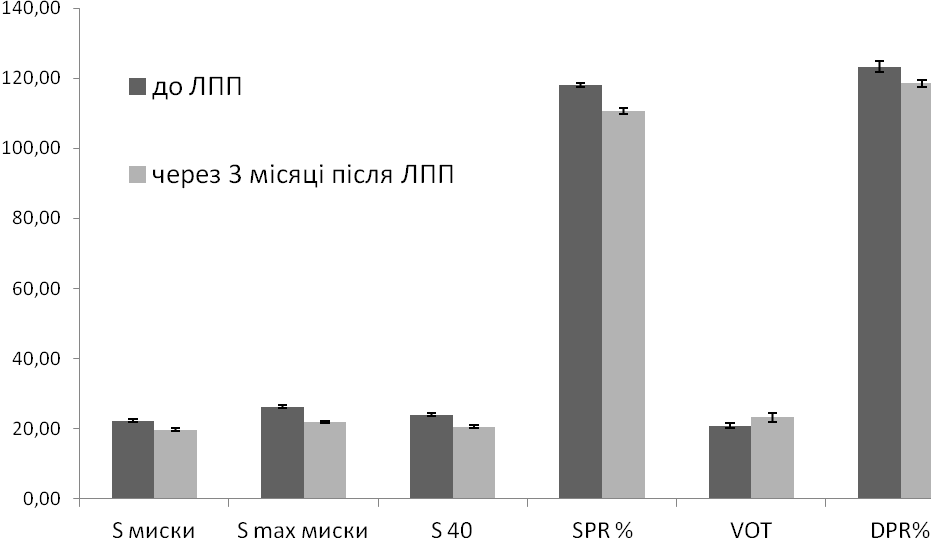 140,00
120,00
100,00
80,00
60,00
40,00
20,00
0,00
до ЛПП
через 3 місяці після ЛПП
S миски S max миски S 40 SPR % VOT DPR%